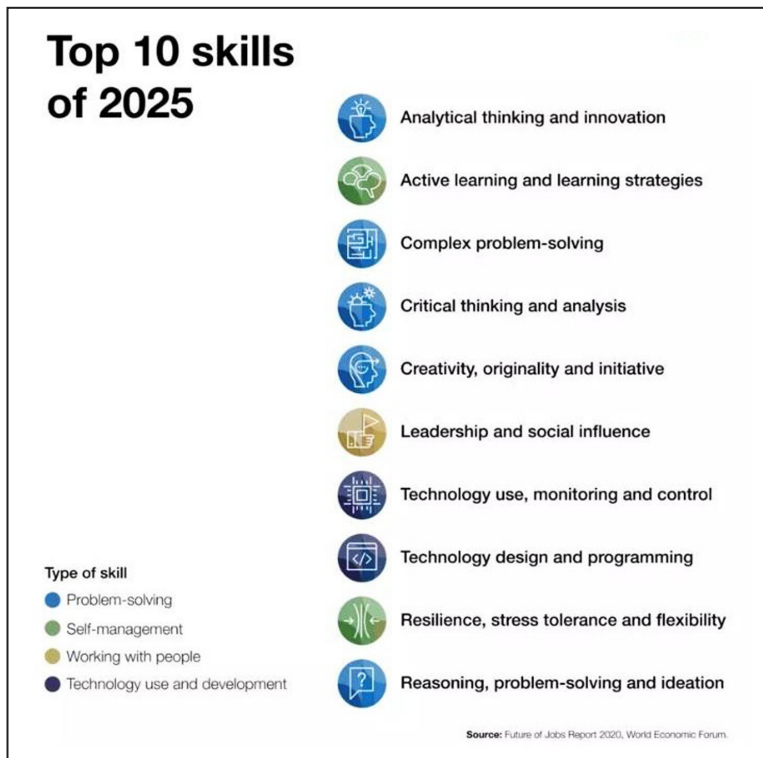 Top 10 skills
of 2025
Analytical thinking and innovation
Active learning and learning strategies
Complex problem-solving
Critical thinking and analysis
Creativity, originality and initiative
Leadership and social influence
Technology use, monitoring and control
Technology design and programming
Resilience, stress tolerance and flexibility
Reasoning, problem-solving and ideation
Type of skill
Problem-solving
Self-management
Working with people
Technology use and development
Source: Future of Jobs Report 2020, World Economic Forum.